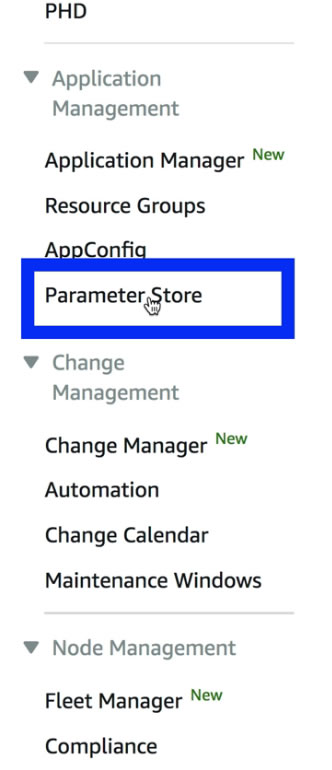 PHD
Application
Management
Application Manager New
Resource Groups
AppConfig
Parameter Store
Change
Management
Change Manager New
Automation
Change Calendar
Maintenance Windows
Node Management
Fleet Manager New
Compliance